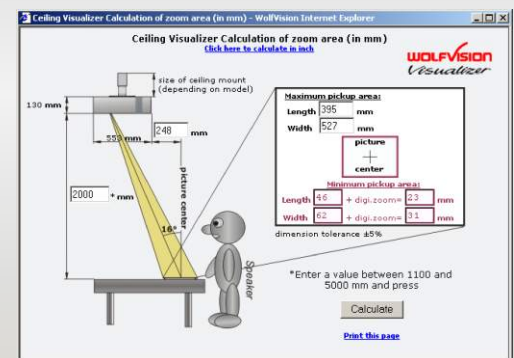 Ceiling Visualizer Calculation of zoom area (in mm) - WolfVision Internet Explorer
Ceiling Visualizer Calculation of zoom area (in mm)
Click here to calculate in inch
WOLFVISION
Visualizer
size of ceiling mount
(depending on model)
130 mm
559 mm
248 mm
Maximum pickup area:
Length 395 mm
Width 527 mm
picture
center
Minimum pickup area:
Length 46 + digi.zoom= 23 mm
Width 62 + digi.zoom= 31 mm
dimension tolerance ±5%
2000 * mm
picture center
16°
Speaker
*Enter a value between 1100 and
5000 mm and press
Calculate
Print this page